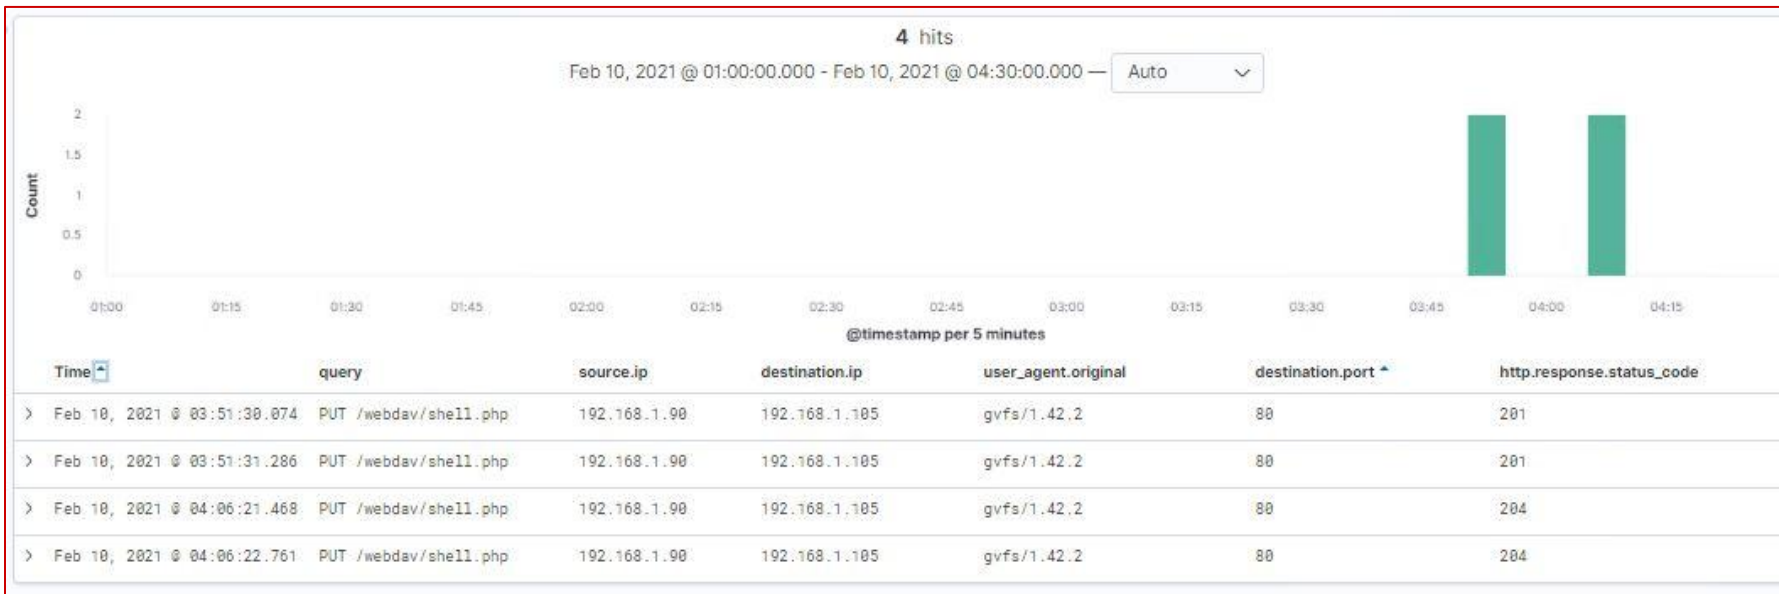 4 hits
Feb 10, 2021 @ 01:00:00.000 - Feb 10, 2021 @ 04:30:00.000 — Auto
2
1.5
1
0.5
0
Count
01:00 01:15 01:30 01:45 02:00 02:15 02:30 02:45 03:00 03:15 03:30 03:45 04:00 04:15
@timestamp per 5 minutes
Time query source.ip destination.ip user_agent.original destination.port http.response.status_code
> Feb 10, 2021 @ 03:51:30.074 PUT /webdav/shell.php 192.168.1.90 192.168.1.105 gvfs/1.42.2 80 201
> Feb 10, 2021 @ 03:51:31.286 PUT /webdav/shell.php 192.168.1.90 192.168.1.105 gvfs/1.42.2 80 201
> Feb 10, 2021 @ 04:06:21.468 PUT /webdav/shell.php 192.168.1.90 192.168.1.105 gvfs/1.42.2 80 204
> Feb 10, 2021 @ 04:06:22.761 PUT /webdav/shell.php 192.168.1.90 192.168.1.105 gvfs/1.42.2 80 204